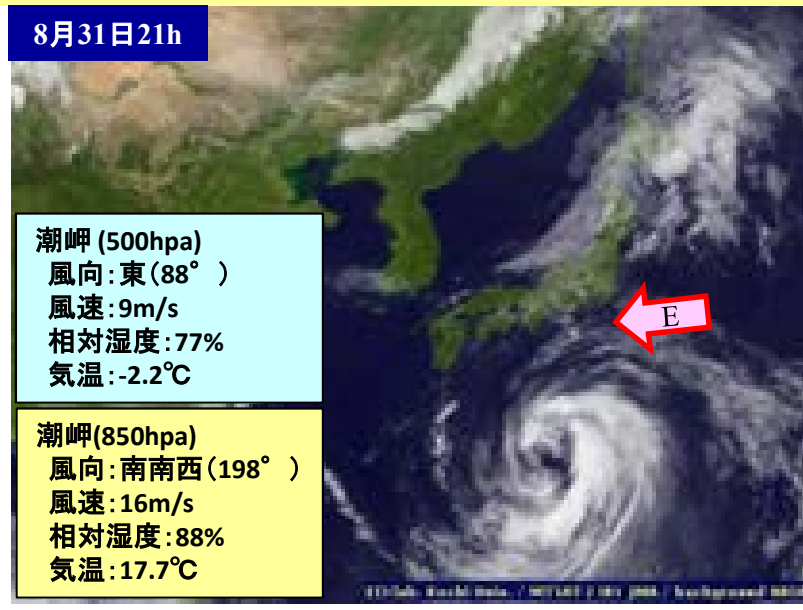 8月31日21h
潮岬 (500hpa)
風向：東（88°）
風速：9m/s
相対湿度：77%
気温：-2.2℃
E
潮岬(850hpa)
風向：南南西（198°）
風速：16m/s
相対湿度：88%
気温：17.7℃